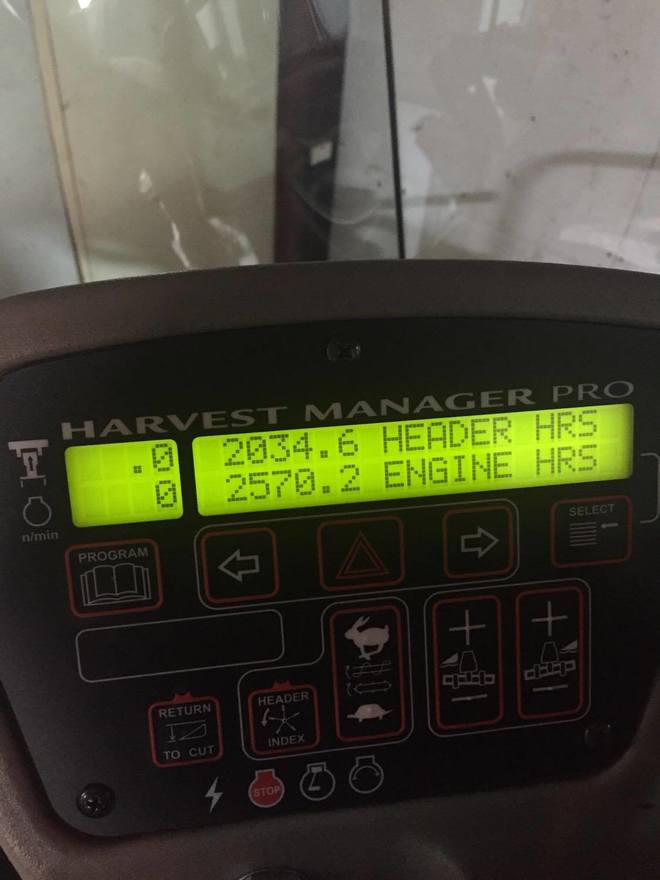 HARVEST MANAGER PRO
.0 2034.6 HEADER HRS
0 2570.2 ENGINE HRS
n/min
PROGRAM
SELECT
RETURN
TO CUT
HEADER
INDEX
STOP